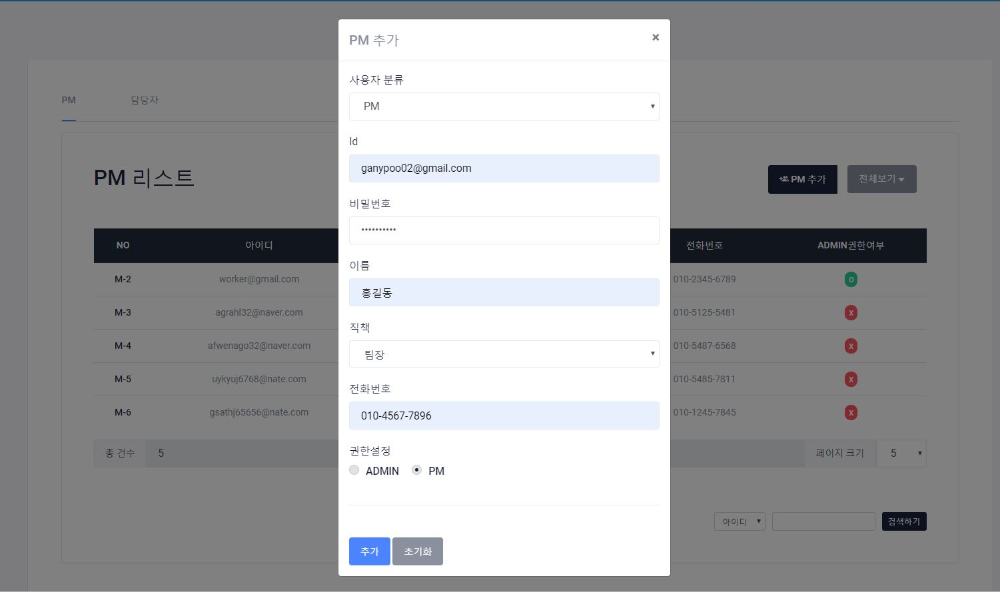 PM 추가 ×
사용자 분류
PM
Id
ganypoo02@gmail.com
비밀번호
••••••••••
이름
홍길동
직책
팀장
전화번호
010-4567-7896
권한설정
ADMIN PM
추가 초기화
PM 담당자
PM 리스트
PM 추가 전체보기
NO 아이디 전화번호 ADMIN권한여부
M-2 worker@gmail.com 010-2345-6789 O
M-3 agrahl32@naver.com 010-5125-5481 X
M-4 afwenago32@naver.com 010-5487-6568 X
M-5 uykyuj6768@nate.com 010-5485-7811 X
M-6 gsathj65656@nate.com 010-1245-7845 X
총 건수 5 페이지 크기 5
아이디 검색하기